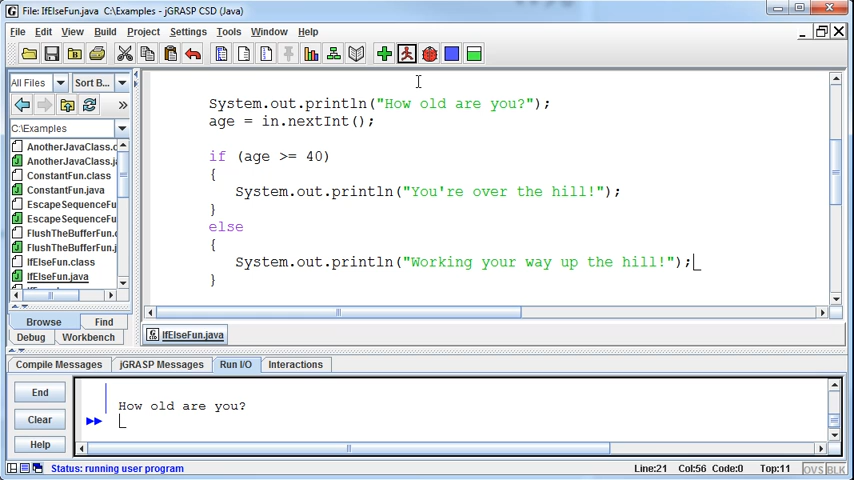 File: IfElseFun.java C:\Examples - jGRASP CSD (Java)
File Edit View Build Project Settings Tools Window Help
All Files Sort B...
C:\Examples
AnotherJavaClass.c
AnotherJavaClass.ja
ConstantFun.class
ConstantFun.java
EscapeSequenceFu
EscapeSequenceFu
FlushTheBufferFun.c
FlushTheBufferFun.j
IfElseFun.class
IfElseFun.java
Browse Find
Debug Workbench
System.out.println("How old are you?");
age = in.nextInt();
if (age >= 40)
{
System.out.println("You're over the hill!");
}
else
{
System.out.println("Working your way up the hill!");
}
IfElseFun.java
Compile Messages jGRASP Messages Run I/O Interactions
End
Clear
Help
How old are you?
Status: running user program
Line:21 Col:56 Code:0 Top:11 OVS BLK